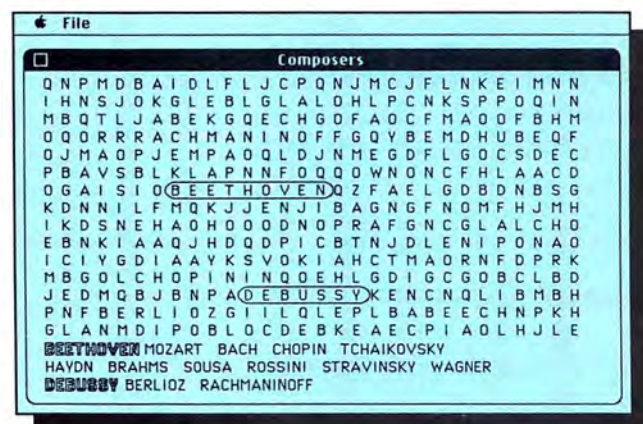 File
Composers
Q N P M D B A I D L F L J C P Q N J M C J F L N K E I M N N
I H N S J O K G L E B L G L A L O H L P C N K S P P O Q I N
M B Q T L J A B E K G Q E C H G O F A O C F M A O O F B H M
O Q O R R R A C H M A N I N O F F G Q Y B E M D H U B E Q F
O J M A O P J E M P A O Q L D J N M E G D F L G O C S D E C
P B A V S B L K L A P N N F O Q Q O W N O N C F H L A A C D
O G A I S I O B E E T H O V E N Q Z F A E L G D B D N B S G
K D N N I L F M Q K J J E N J I B A G N G F N O M F H J M H
I K D S N E H A O H O O O D N O P R A F G N C G L A L C H O
E B N K I A A Q J H D Q D P I C B T N J D L E N I P O N A O
I C I Y G D I A A Y K S V O K I A H C T M A O R N F D P R K
M B G O L C H O P I N I N Q O E H L G D I G C G O B C L B D
J E D M Q B J B N P A D E B U S S Y K E N C N Q L I B M B H
P N F B E R L I O Z G I I L Q L E P L B A B E E C H N P K H
G L A N M D I P O B L O C D E B K E A E C P I A O L H J L E
BEETHOVEN MOZART BACH CHOPIN TCHAIKOVSKY
HAYDN BRAHMS SOUSA ROSSINI STRAVINSKY WAGNER
DEBUSSY BERLIOZ RACHMANINOFF